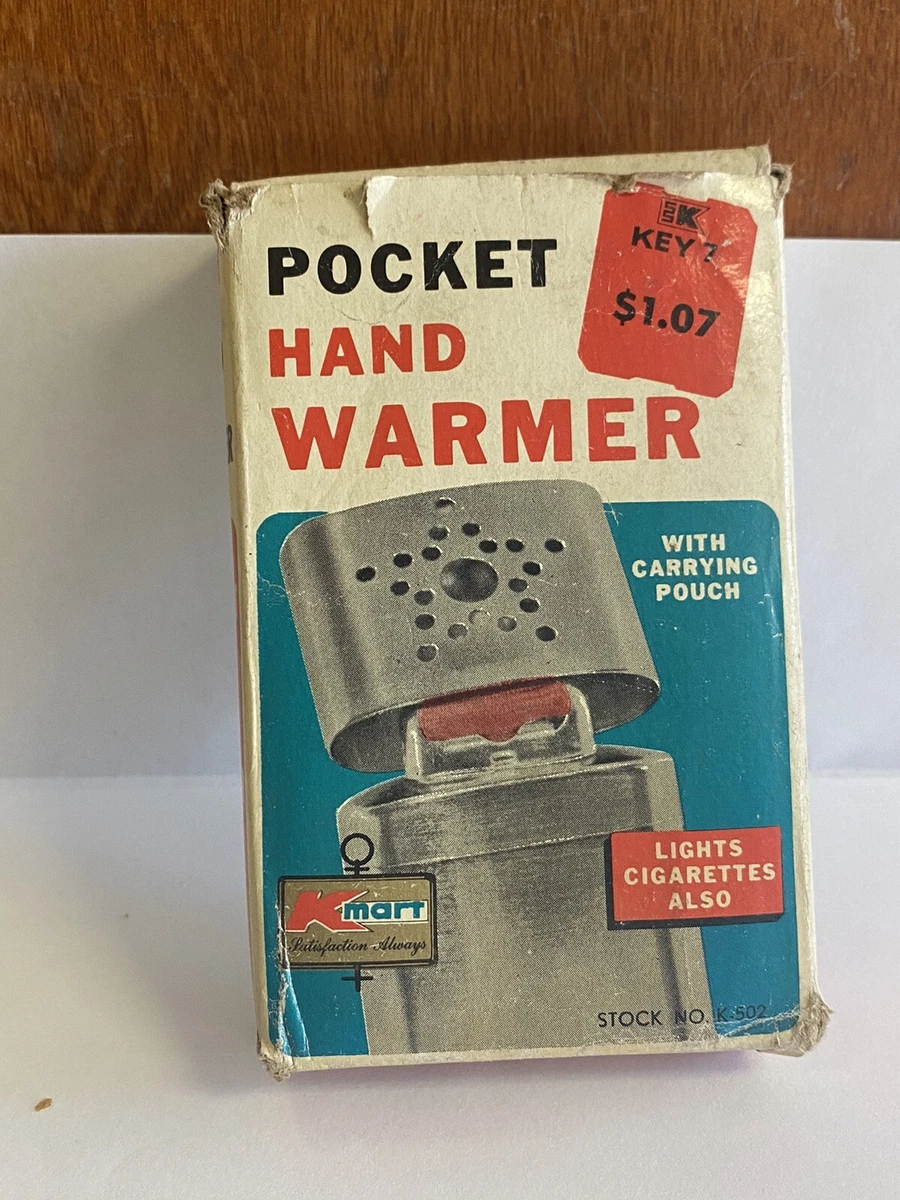 POCKET
HAND
WARMER
K
KEY 7
$1.07
WITH
CARRYING
POUCH
LIGHTS
CIGARETTES
ALSO
Kmart
Satisfaction Always
STOCK NO. K-502
R